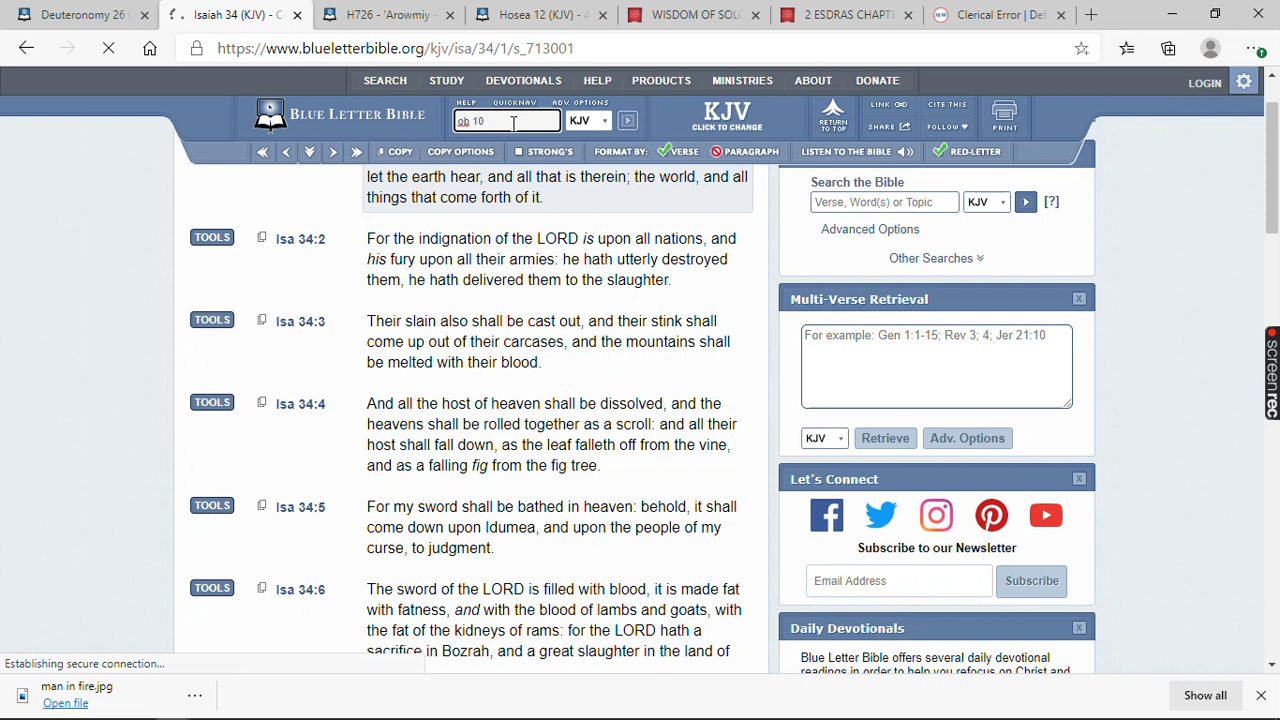 Deuteronomy 26 (
Isaiah 34 (KJV) - C
H726 - 'Arowmiy -
Hosea 12 (KJV) - A
WISDOM OF SOLO
2 ESDRAS CHAPTE
Clerical Error | Def
https://www.blueletterbible.org/kjv/isa/34/1/s_713001
SEARCH STUDY DEVOTIONALS HELP PRODUCTS MINISTRIES ABOUT DONATE
LOGIN
BLUE LETTER BIBLE
HELP QUICKNAV ADV. OPTIONS
ob 10
KJV
KJV
CLICK TO CHANGE
RETURN
TO TOP
LINK CITE THIS
SHARE FOLLOW
PRINT
COPY COPY OPTIONS STRONG'S FORMAT BY: VERSE PARAGRAPH LISTEN TO THE BIBLE RED-LETTER
let the earth hear, and all that is therein; the world, and all
things that come forth of it.
TOOLS Isa 34:2 For the indignation of the LORD is upon all nations, and
his fury upon all their armies: he hath utterly destroyed
them, he hath delivered them to the slaughter.
TOOLS Isa 34:3 Their slain also shall be cast out, and their stink shall
come up out of their carcases, and the mountains shall
be melted with their blood.
TOOLS Isa 34:4 And all the host of heaven shall be dissolved, and the
heavens shall be rolled together as a scroll: and all their
host shall fall down, as the leaf falleth off from the vine,
and as a falling fig from the fig tree.
TOOLS Isa 34:5 For my sword shall be bathed in heaven: behold, it shall
come down upon Idumea, and upon the people of my
curse, to judgment.
TOOLS Isa 34:6 The sword of the LORD is filled with blood, it is made fat
with fatness, and with the blood of lambs and goats, with
the fat of the kidneys of rams: for the LORD hath a
sacrifice in Bozrah, and a great slaughter in the land of
Search the Bible
Verse, Word(s) or Topic KJV [?]
Advanced Options
Other Searches
Multi-Verse Retrieval X
For example: Gen 1:1-15; Rev 3; 4; Jer 21:10
KJV Retrieve Adv. Options
Let's Connect X
Subscribe to our Newsletter
Email Address Subscribe
Daily Devotionals X
Blue Letter Bible offers several daily devotional
readings in order to help you refocus on Christ and
screenrec
Establishing secure connection...
man in fire.jpg
Open file
Show all